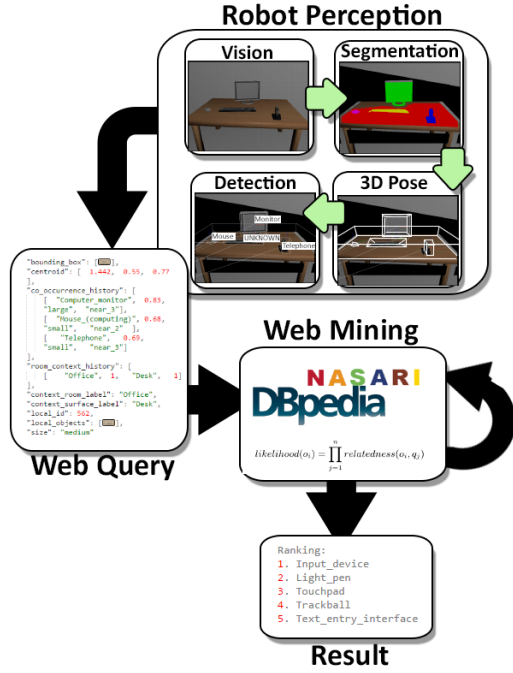 Robot Perception
Vision
Segmentation
Detection
3D Pose
Monitor
Mouse
UNKNOWN
Telephone
"bounding_box": [...],
"centroid": [ 1.442, 0.55, 0.77
],
"co_occurrence_history": [
[ "Computer_monitor", 0.83,
"large", "near_3"],
[ "Mouse_(computing)", 0.68,
"small", "near_2" ],
[ "Telephone", 0.69,
"small", "near_3"]
],
"room_context_history": [
[ "Office", 1, "Desk", 1]
],
"context_room_label": "Office",
"context_surface_label": "Desk",
"local_id": 562,
"local_objects": [...],
"size": "medium"
Web Query
Web Mining
NASARI
DBpedia
likelihood(o_i) = ∏_{j=1}^{n} relatedness(o_i, q_j)
Ranking:
1. Input_device
2. Light_pen
3. Touchpad
4. Trackball
5. Text_entry_interface
Result